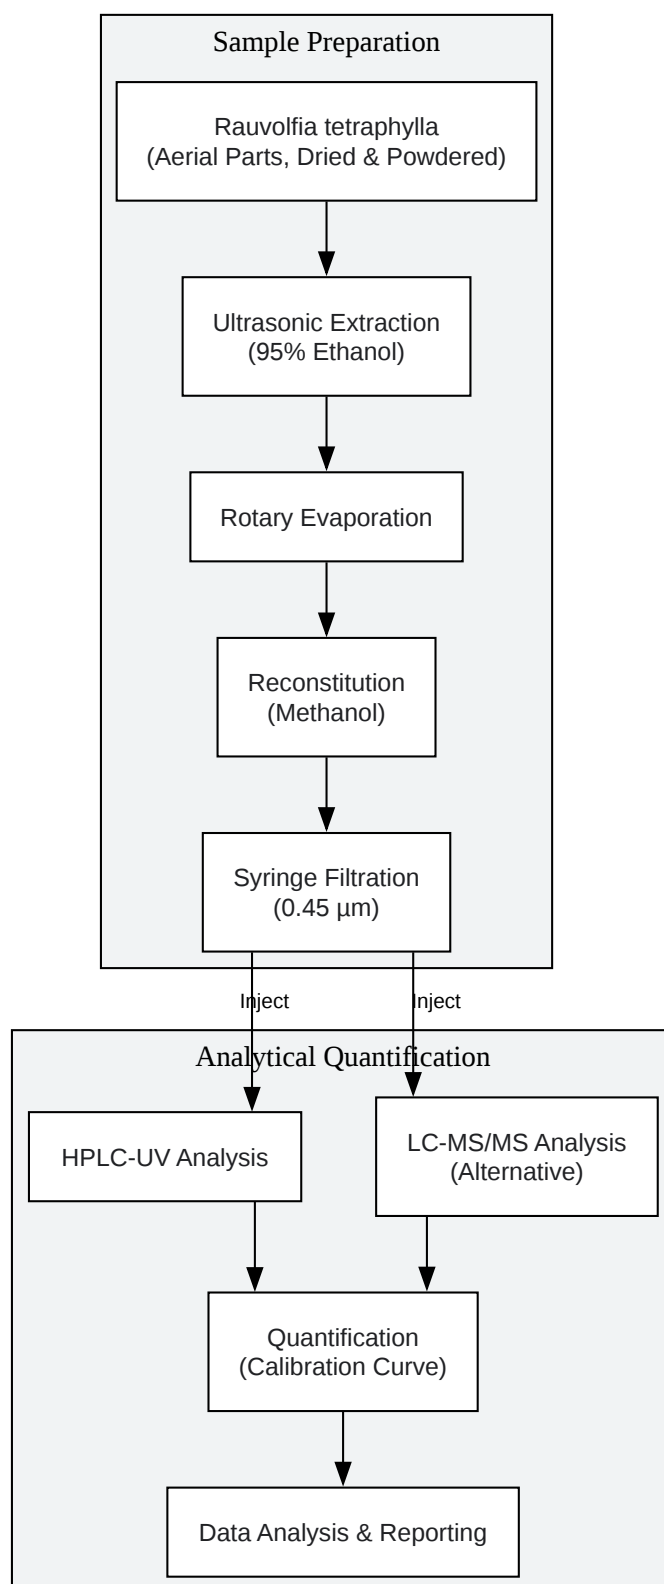 Sample Preparation
Rauvolfia tetraphylla
(Aerial Parts, Dried & Powdered)
Ultrasonic Extraction
(95% Ethanol)
Rotary Evaporation
Reconstitution
(Methanol)
Syringe Filtration
(0.45 µm)
Inject
Inject
Analytical Quantification
HPLC-UV Analysis
LC-MS/MS Analysis
(Alternative)
Quantification
(Calibration Curve)
Data Analysis & Reporting